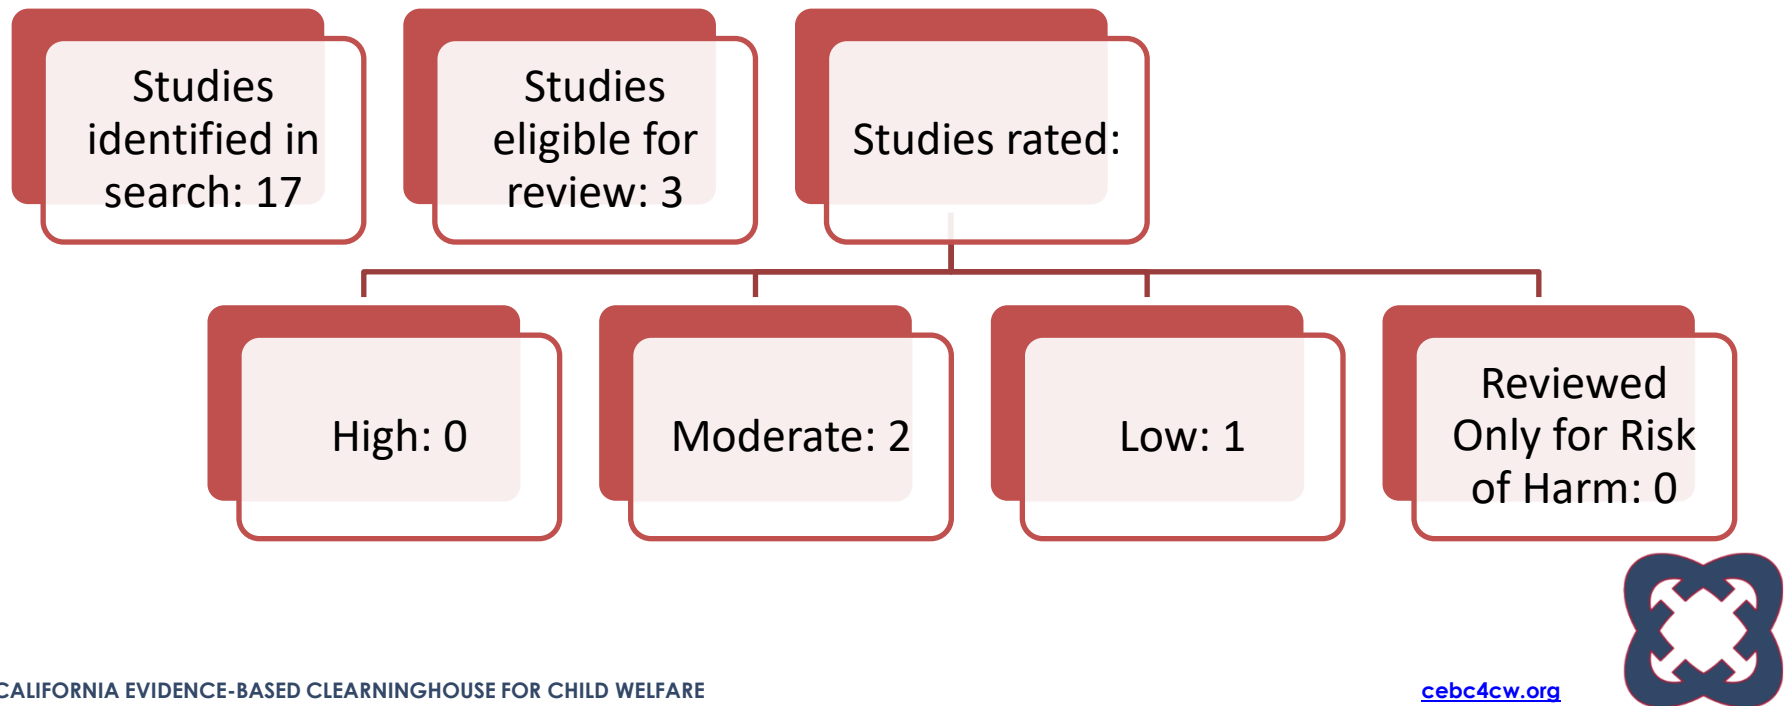 Studies
identified in
search: 17
Studies
eligible for
review: 3
Studies rated:
High: 0
Moderate: 2
Low: 1
Reviewed
Only for Risk
of Harm: 0
CALIFORNIA EVIDENCE-BASED CLEARNINGHOUSE FOR CHILD WELFARE
cebc4cw.org